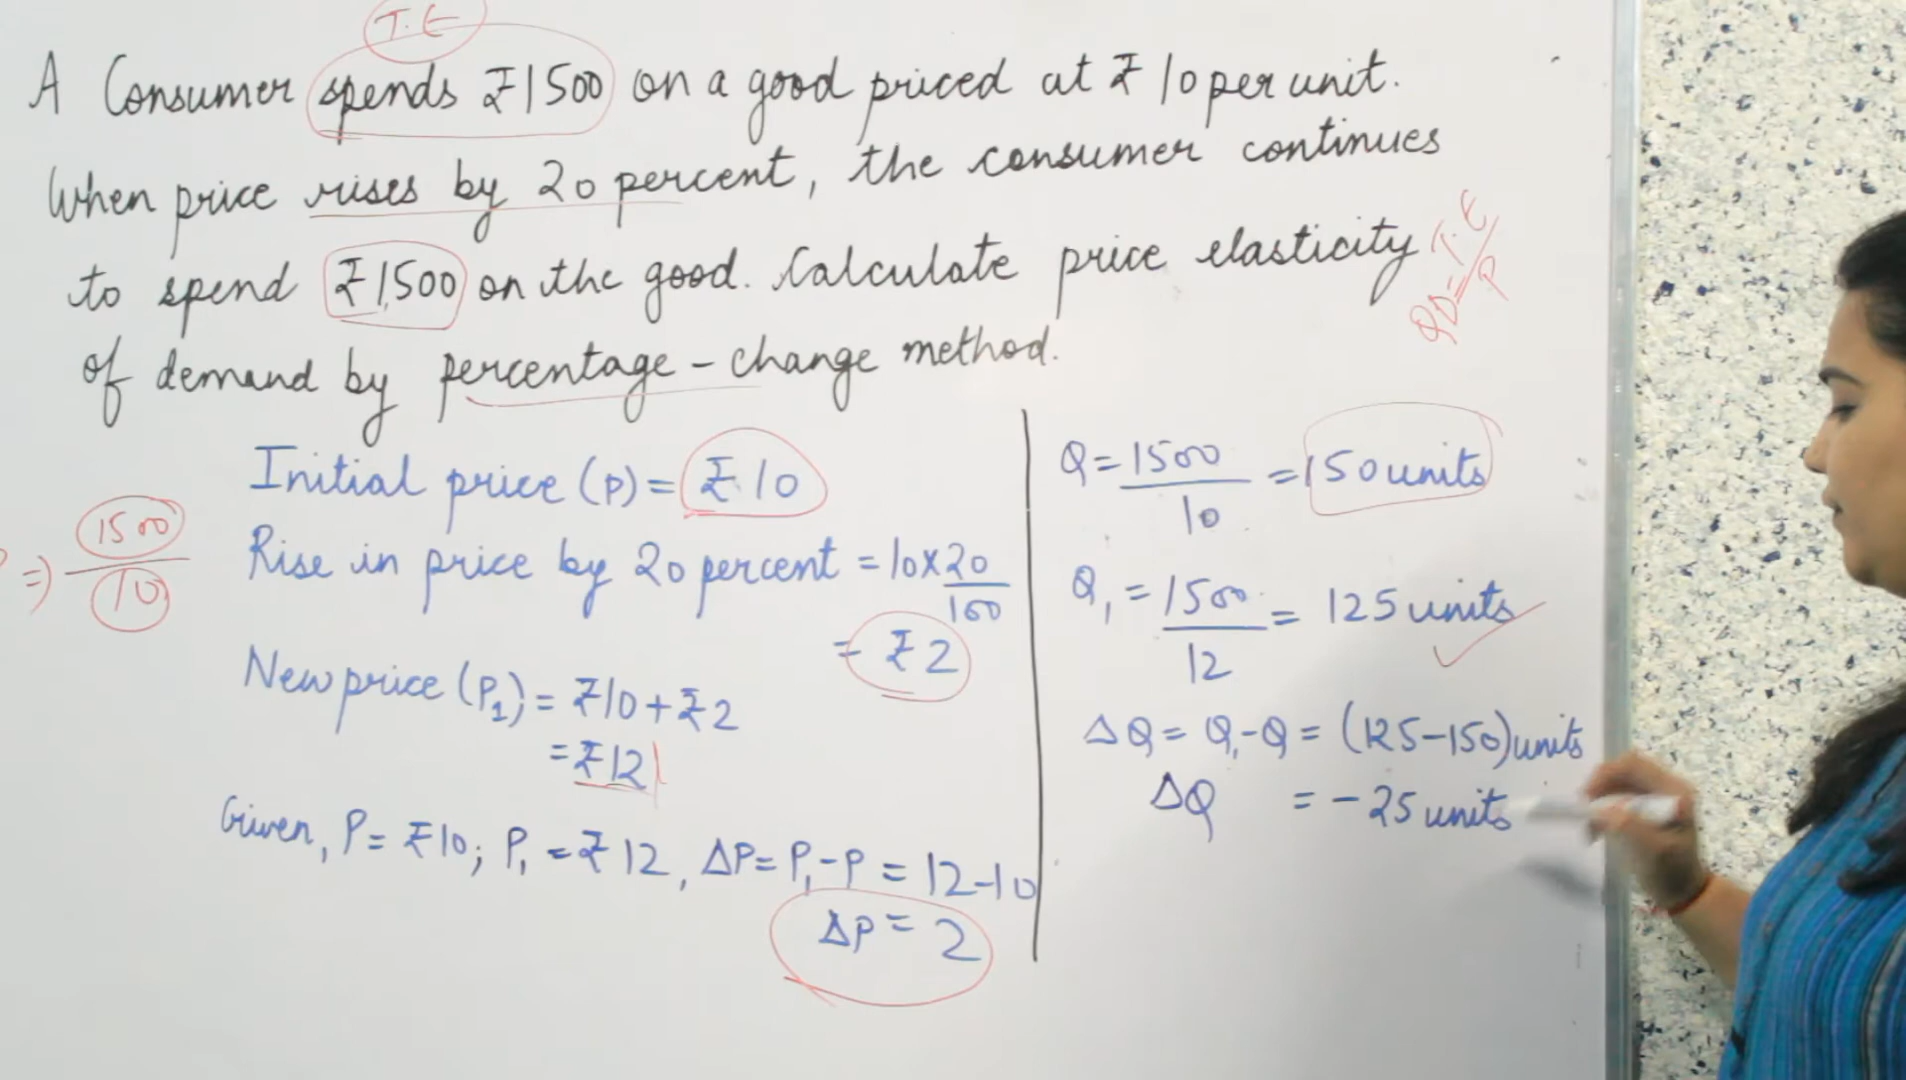 T.E
A Consumer spends ₹1500 on a good priced at ₹10 per unit.
When price rises by 20 percent, the consumer continues
to spend ₹1,500 on the good. Calculate price elasticity
of demand by percentage-change method.
QD = T.E / P
Initial price (P) = ₹10
⇒ 1500 / 10
Rise in price by 20 percent = 10×20 / 100
= ₹2
New price (P₁) = ₹10+₹2
= ₹12
Given, P = ₹10; P₁ = ₹12, ΔP = P₁-P = 12-10
ΔP = 2
Q = 1500 / 10 = 150 units
Q₁ = 1500 / 12 = 125 units
ΔQ = Q₁-Q = (125-150) units
ΔQ = -25 units